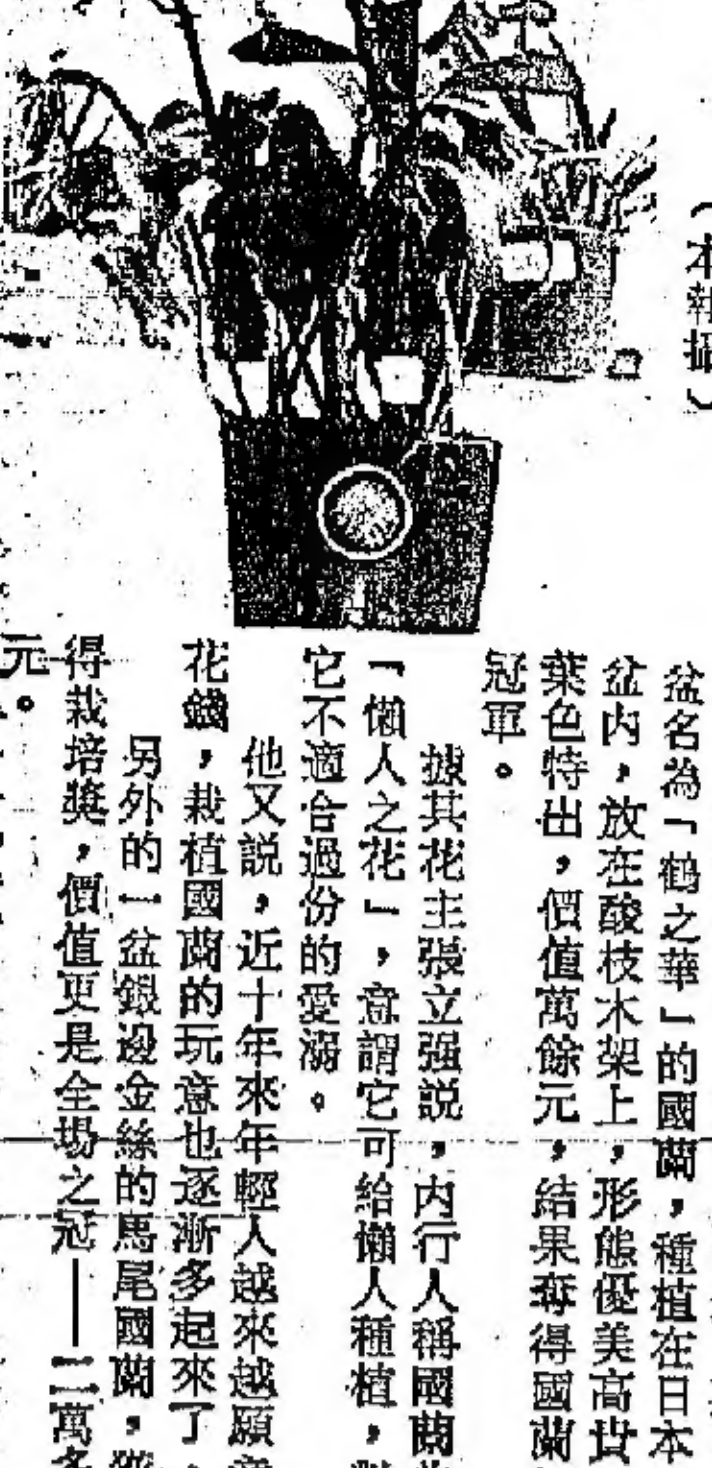 （本報攝）
盆名為「鶴之華」的國蘭，種植在日本
盆内，放在酸枝木架上，形態優美高貴
葉色特出，價值萬餘元，結果奪得國蘭
冠軍。
據其花主張立强説，内行人稱國蘭
「懶人之花」，意謂它可給懶人種植，
它不適合過份的愛溺。
他又説，近十年來年輕人越來越願
花錢，栽植國蘭的玩意也逐漸多起來了
另外的一盆銀邊金絲的馬尾國蘭，
得栽培獎，價值更是全場之冠——二萬多
元。